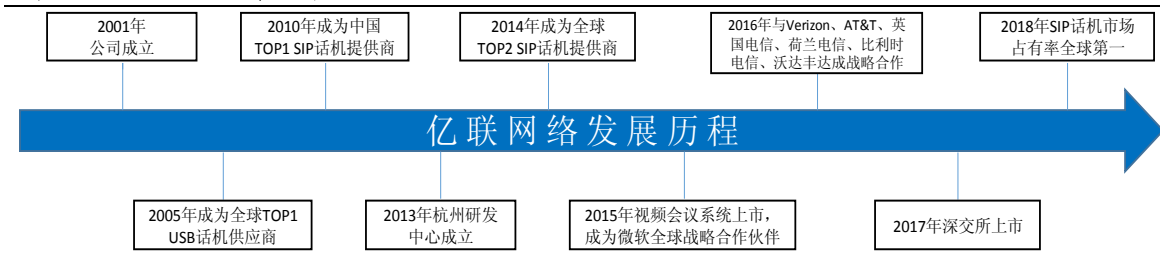 2001年
公司成立
2010年成为中国
TOP1 SIP话机提供商
2014年成为全球
TOP2 SIP话机提供商
2016年与Verizon、AT&T、英
国电信、荷兰电信、比利时
电信、沃达丰达成战略合作
2018年SIP话机市场
占有率全球第一
亿联网络发展历程
2005年成为全球TOP1
USB话机供应商
2013年杭州研发
中心成立
2015年视频会议系统上市，
成为微软全球战略合作伙伴
2017年深交所上市